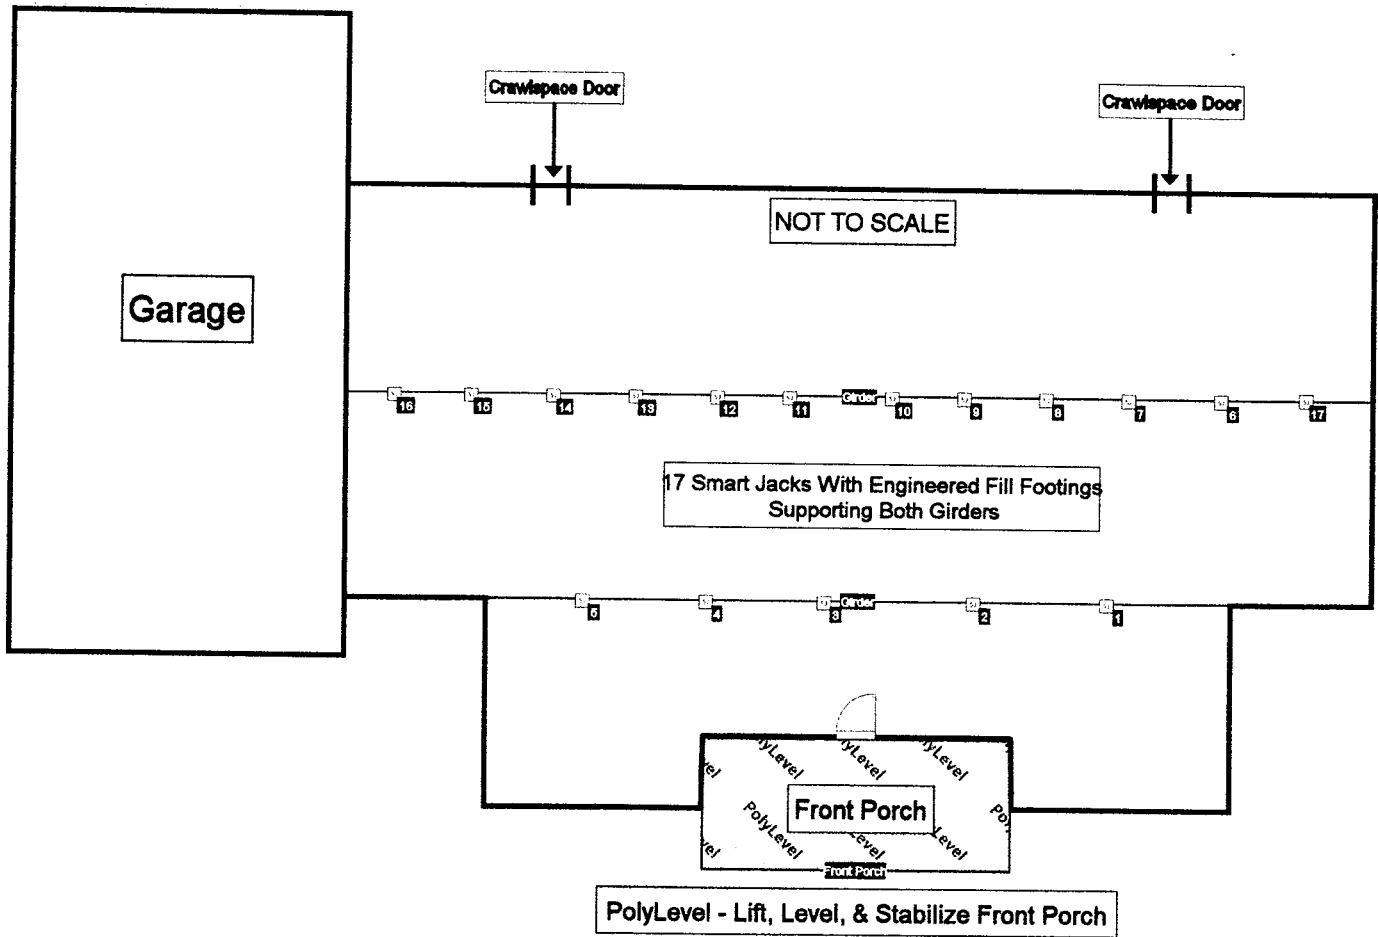 Crawlspace Door
Crawlspace Door
NOT TO SCALE
Garage
Girder
16 15 14 13 12 11 10 9 8 7 6 17
17 Smart Jacks With Engineered Fill Footings
Supporting Both Girders
Girder
5 4 3 2 1
PolyLevel PolyLevel PolyLevel
Front Porch
PolyLevel
Front Porch
PolyLevel - Lift, Level, & Stabilize Front Porch